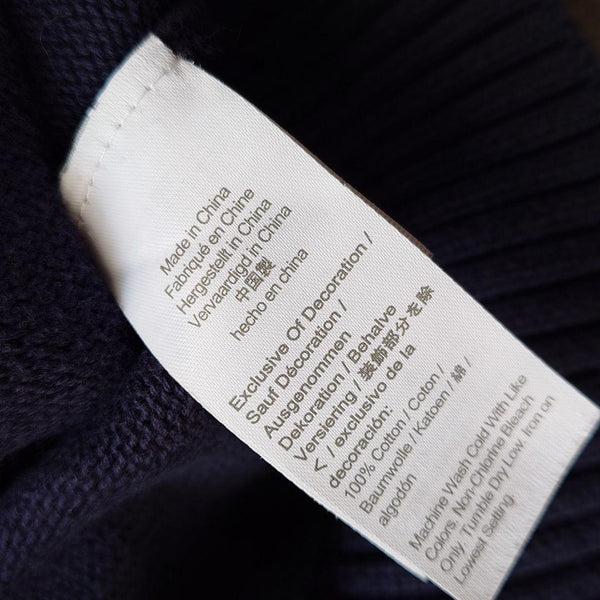 Made in China
Fabriqué en Chine
Hergestellt in China
Vervaardigd in China
中国製
hecho en china
Exclusive Of Decoration /
Sauf Décoration /
Ausgenommen
Dekoration / Behalve
Versiering / 装飾部分を除
く / exclusivo de la
decoración:
100% Cotton / Coton /
Baumwolle / Katoen / 綿 /
algodón
Machine Wash Cold With Like
Colors. Non-Chlorine Bleach
Only Tumble Dry Low. Iron on
Lowest Setting.